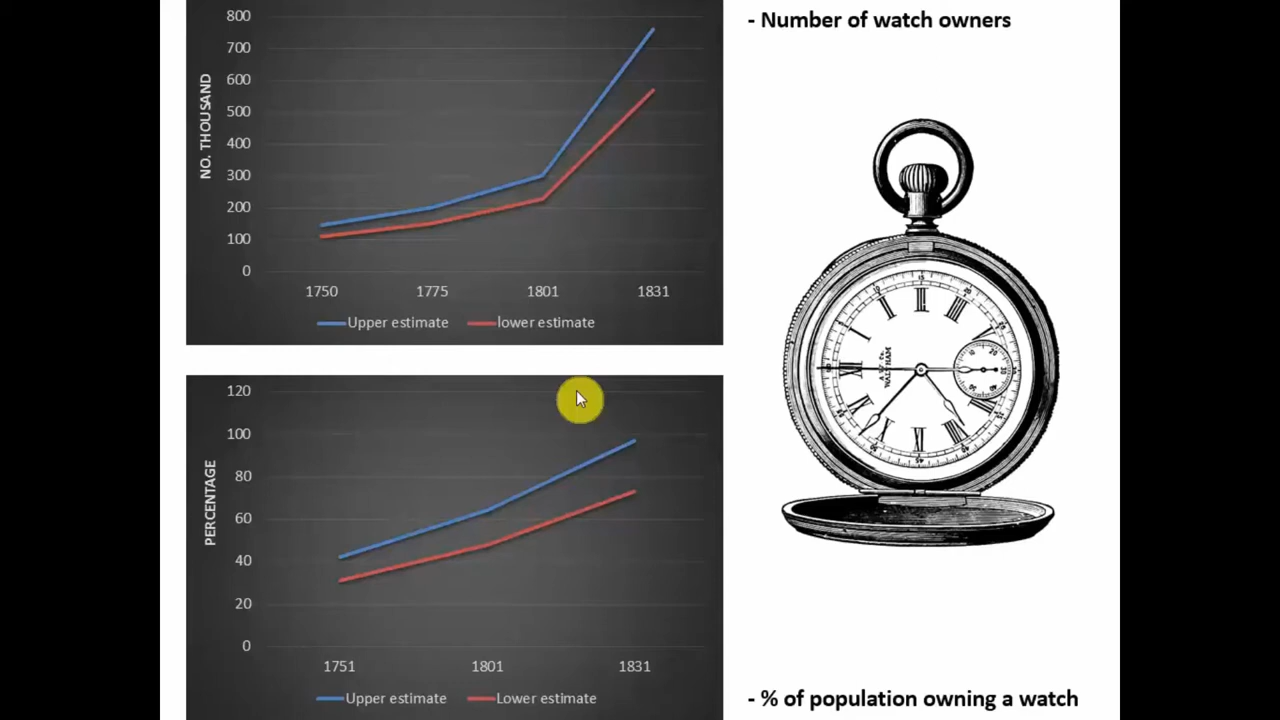 - Number of watch owners
800
700
600
500
400
300
200
100
0
NO. THOUSAND
1750 1775 1801 1831
Upper estimate lower estimate
120
100
80
60
40
20
0
PERCENTAGE
1751 1801 1831
Upper estimate Lower estimate
WALTHAM
- % of population owning a watch